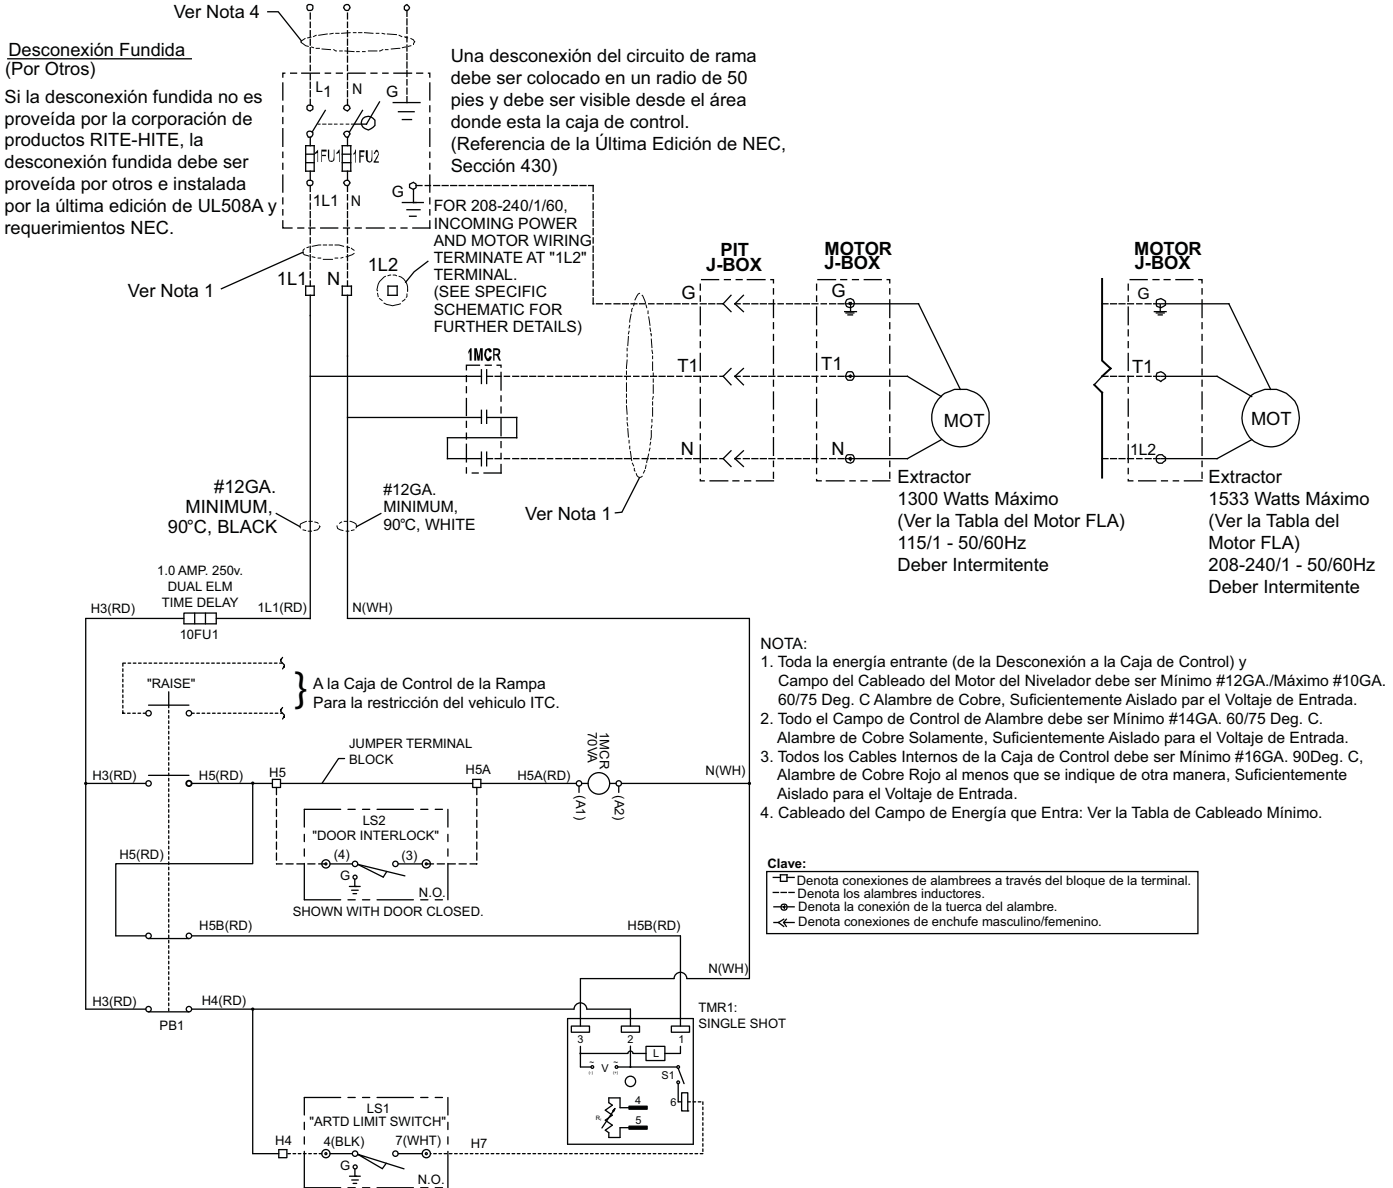 Ver Nota 4
Desconexión Fundida
(Por Otros)
Si la desconexión fundida no es
proveída por la corporación de
productos RITE-HITE, la
desconexión fundida debe ser
proveída por otros e instalada
por la última edición de UL508A y
requerimientos NEC.
Una desconexión del circuito de rama
debe ser colocado en un radio de 50
pies y debe ser visible desde el área
donde esta la caja de control.
(Referencia de la Última Edición de NEC,
Sección 430)
L1
N
G
1FU1
1FU2
1L1
N
G
FOR 208-240/1/60,
INCOMING POWER
AND MOTOR WIRING
TERMINATE AT "1L2"
TERMINAL.
(SEE SPECIFIC
SCHEMATIC FOR
FURTHER DETAILS)
Ver Nota 1
1L1
N
1L2
PIT
J-BOX
MOTOR
J-BOX
MOTOR
J-BOX
G
G
G
1MCR
T1
T1
T1
MOT
MOT
N
N
1L2
#12GA.
MINIMUM,
90°C, BLACK
#12GA.
MINIMUM,
90°C, WHITE
Ver Nota 1
Extractor
1300 Watts Máximo
(Ver la Tabla del Motor FLA)
115/1 - 50/60Hz
Deber Intermitente
Extractor
1533 Watts Máximo
(Ver la Tabla del
Motor FLA)
208-240/1 - 50/60Hz
Deber Intermitente
1.0 AMP. 250v.
DUAL ELM
TIME DELAY
H3(RD)
1L1(RD)
N(WH)
10FU1
"RAISE"
A la Caja de Control de la Rampa
Para la restricción del vehiculo ITC.
NOTA:
1. Toda la energía entrante (de la Desconexión a la Caja de Control) y
Campo del Cableado del Motor del Nivelador debe ser Mínimo #12GA./Máximo #10GA.
60/75 Deg. C Alambre de Cobre, Suficientemente Aislado par el Voltaje de Entrada.
2. Todo el Campo de Control de Alambre debe ser Mínimo #14GA. 60/75 Deg. C.
Alambre de Cobre Solamente, Suficientemente Aislado para el Voltaje de Entrada.
3. Todos los Cables Internos de la Caja de Control debe ser Mínimo #16GA. 90Deg. C,
Alambre de Cobre Rojo al menos que se indique de otra manera, Suficientemente
Aislado para el Voltaje de Entrada.
4. Cableado del Campo de Energía que Entra: Ver la Tabla de Cableado Mínimo.
JUMPER TERMINAL
BLOCK
1MCR
70VA
H3(RD)
H5(RD)
H5
H5A
H5A(RD)
N(WH)
(A1)
(A2)
LS2
"DOOR INTERLOCK"
(4)
(3)
G
N.O.
SHOWN WITH DOOR CLOSED.
H5(RD)
H5B(RD)
H5B(RD)
N(WH)
Clave:
Denota conexiones de alambrees a través del bloque de la terminal.
Denota los alambres inductores.
Denota la conexión de la tuerca del alambre.
Denota conexiones de enchufe masculino/femenino.
H3(RD)
H4(RD)
PB1
TMR1:
SINGLE SHOT
3
2
1
L
V
S1
6
4
5
LS1
"ARTD LIMIT SWITCH"
H4
4(BLK)
7(WHT)
H7
G
N.O.